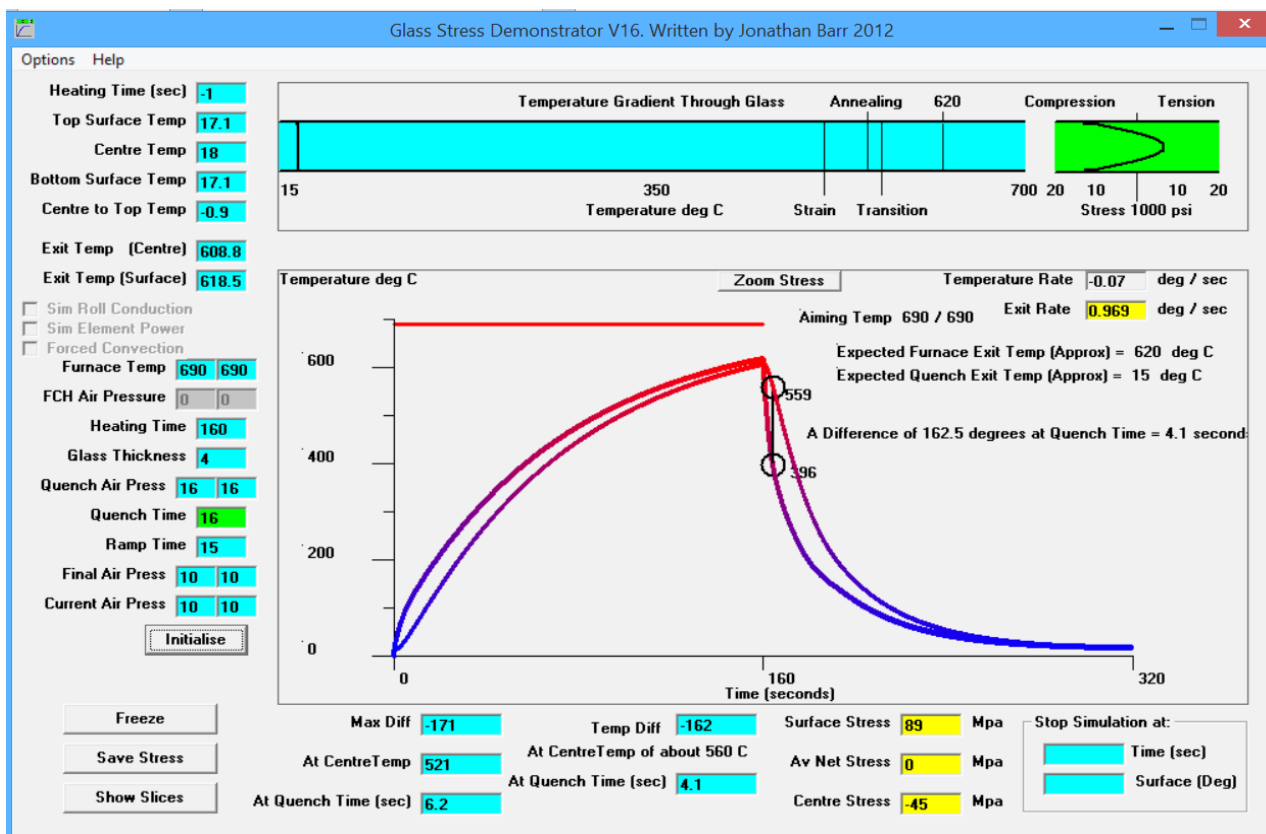 Glass Stress Demonstrator V16. Written by Jonathan Barr 2012
Options Help
Heating Time (sec) -1
Top Surface Temp 17.1
Centre Temp 18
Bottom Surface Temp 17.1
Centre to Top Temp -0.9
Exit Temp (Centre) 608.8
Exit Temp (Surface) 618.5
Sim Roll Conduction
Sim Element Power
Forced Convection
Furnace Temp 690 690
FCH Air Pressure 0 0
Heating Time 160
Glass Thickness 4
Quench Air Press 16 16
Quench Time 16
Ramp Time 15
Final Air Press 10 10
Current Air Press 10 10
Initialise
Freeze
Save Stress
Show Slices
Temperature Gradient Through Glass Annealing 620 Compression Tension
15 350 700 20 10 10 20
Temperature deg C Strain Transition Stress 1000 psi
Temperature deg C Zoom Stress Temperature Rate -0.07 deg / sec
Aiming Temp 690 / 690 Exit Rate 0.969 deg / sec
Expected Furnace Exit Temp (Approx) = 620 deg C
Expected Quench Exit Temp (Approx) = 15 deg C
A Difference of 162.5 degrees at Quench Time = 4.1 second
600
400
200
0
559
396
0 160 320
Time (seconds)
Max Diff -171
At CentreTemp 521
At Quench Time (sec) 6.2
Temp Diff -162
At CentreTemp of about 560 C
At Quench Time (sec) 4.1
Surface Stress 89 Mpa
Av Net Stress 0 Mpa
Centre Stress -45 Mpa
Stop Simulation at:
Time (sec)
Surface (Deg)